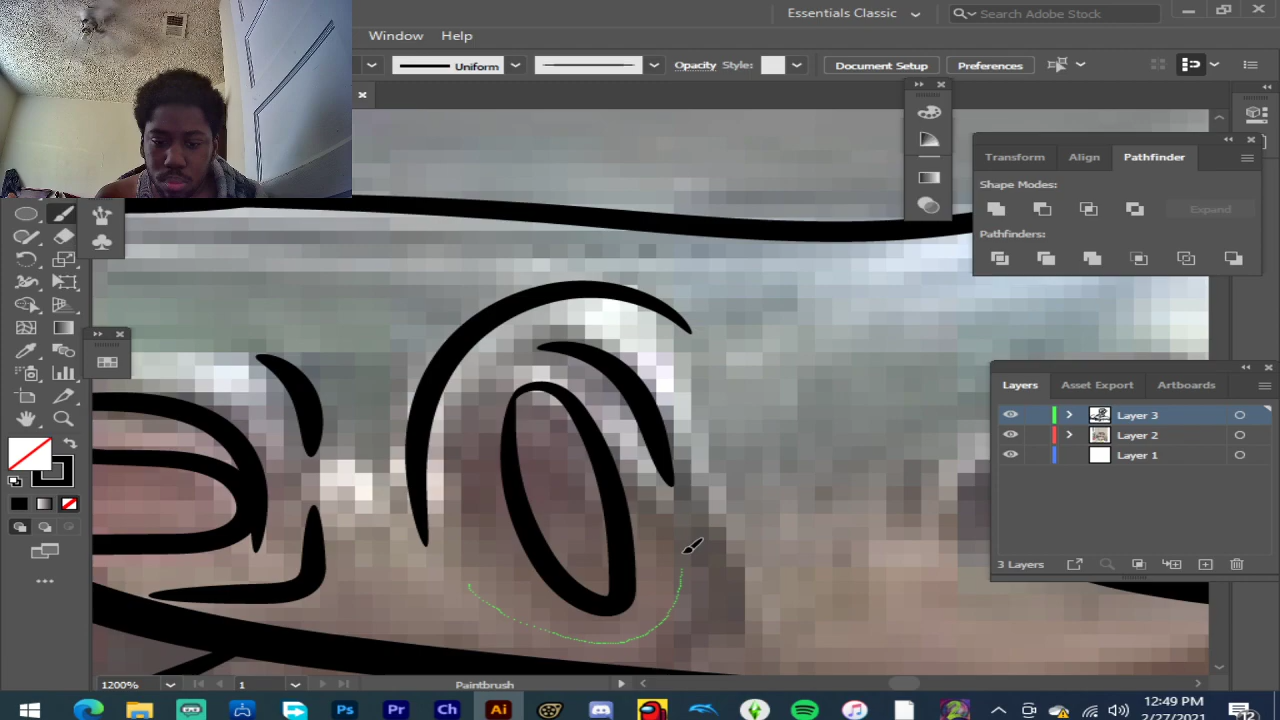 Essentials Classic
Search Adobe Stock
Window Help
Uniform
Opacity Style:
Document Setup
Preferences
Transform Align Pathfinder
Shape Modes:
Expand
Pathfinders:
Layers Asset Export Artboards
Layer 3
Layer 2
Layer 1
3 Layers
1200%
1
Paintbrush
Ps
Pr
Ch
Ai
12:49 PM
2/27/2021